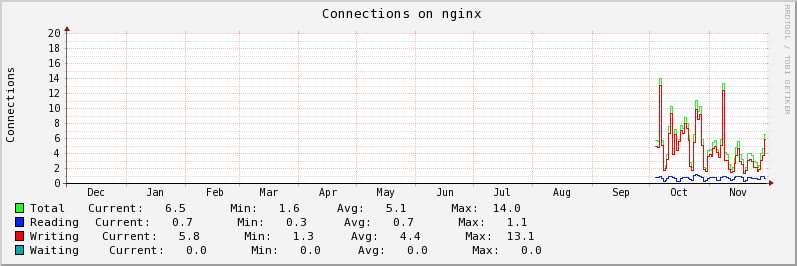 Connections on nginx
RRDTOOL / TOBI OETIKER
Connections
20
18
16
14
12
10
8
6
4
2
0
Dec Jan Feb Mar Apr May Jun Jul Aug Sep Oct Nov
Total Current: 6.5 Min: 1.6 Avg: 5.1 Max: 14.0
Reading Current: 0.7 Min: 0.3 Avg: 0.7 Max: 1.1
Writing Current: 5.8 Min: 1.3 Avg: 4.4 Max: 13.1
Waiting Current: 0.0 Min: 0.0 Avg: 0.0 Max: 0.0